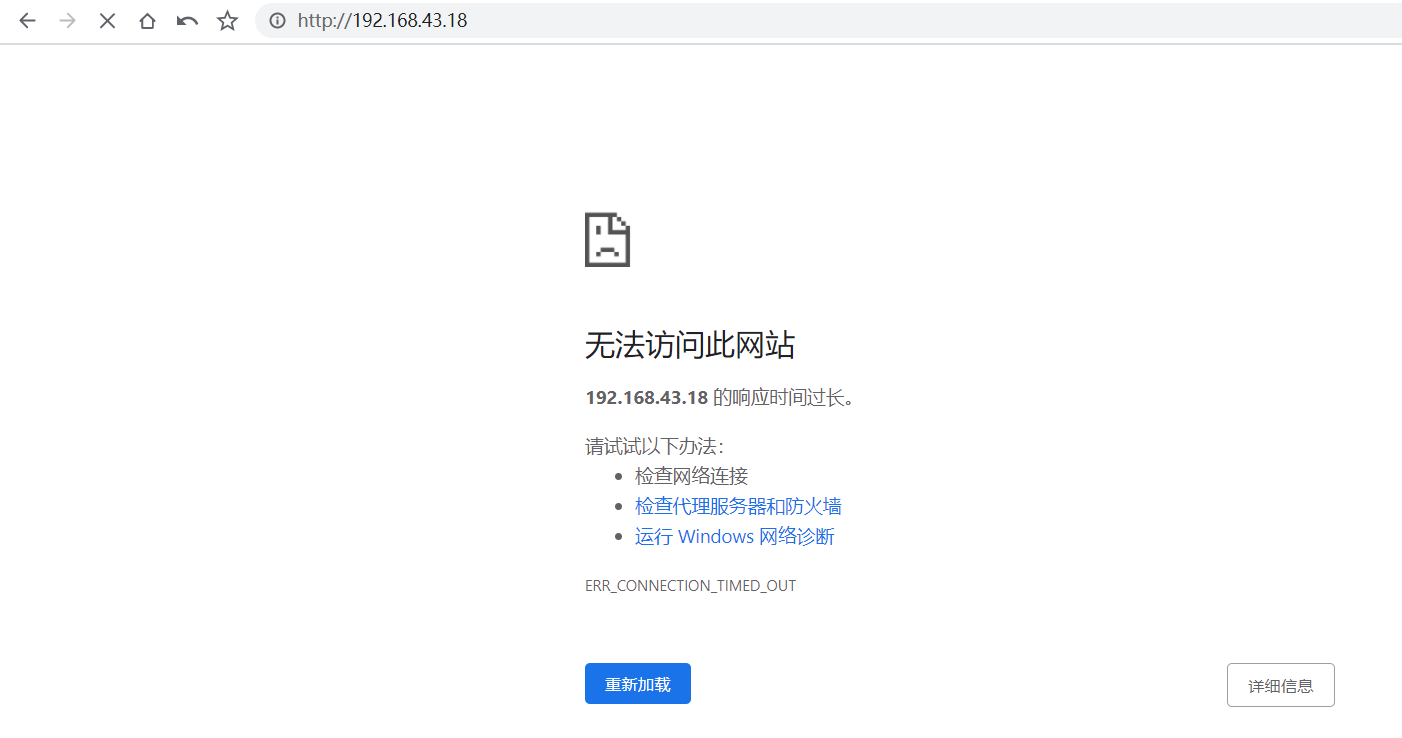 http://192.168.43.18
无法访问此网站
192.168.43.18 的响应时间过长。
请试试以下办法：
检查网络连接
检查代理服务器和防火墙
运行 Windows 网络诊断
ERR_CONNECTION_TIMED_OUT
重新加载 详细信息